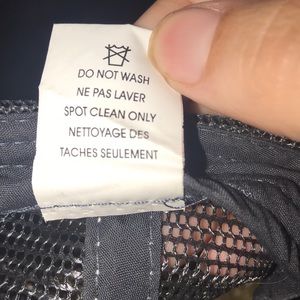 DO NOT WASH
NE PAS LAVER
SPOT CLEAN ONLY
NETTOYAGE DES
TACHES SEULEMENT